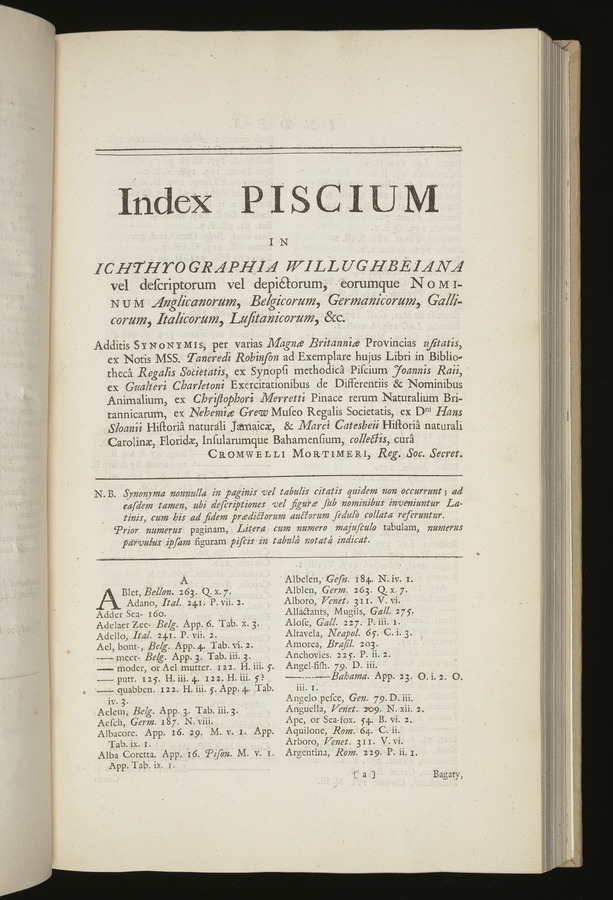 Index PISCIUM
IN
ICHTHYOGRAPHIA WILLUGHBEIANA
vel deſcriptorum vel depictorum, eorumque NOMI-
NUM Anglicanorum, Belgicorum, Germanicorum, Galli-
corum, Italicorum, Luſitanicorum, &c.
Additis SYNONYMIS, per varias Magnæ Britanniæ Provincias uſitatis,
ex Notis MSS. Tancredi Robinſon ad Exemplare hujus Libri in Biblio-
thecâ Regalis Societatis, ex Synopſi methodicâ Piſcium Joannis Raii,
ex Gualteri Charletoni Exercitationibus de Differentiis & Nominibus
Animalium, ex Chriſtophori Merretti Pinace rerum Naturalium Bri-
tannicarum, ex Nehemiæ Grew Muſeo Regalis Societatis, ex Dni Hans
Sloanii Hiſtoriâ naturali Jamaicæ, & Marci Catesbeii Hiſtoriâ naturali
Carolinæ, Floridæ, Inſularumque Bahamenſium, collectis, curâ
CROMWELLI MORTIMERI, Reg. Soc. Secret.
N.B. Synonyma nonnulla in paginis vel tabulis citatis quidem non occurrunt; ad
eaſdem tamen, ubi deſcriptiones vel figuræ ſub nominibus inveniuntur La-
tinis, cum his ad fidem prædictorum auctorum ſedulò collata referuntur.
Prior numerus paginam, Litera cum numero majuſculo tabulam, numerus
parvulus ipſam figuram piſcis in tabulâ notatâ indicat.
A
ABlet, Bellon. 263. Q. x. 7.
Adano, Ital. 241. P. vii. 2.
Adder Sea- 160.
Adelaer Zee- Belg. App. 6. Tab. x. 3.
Adello, Ital. 241. P. vii. 2.
Ael, bont-, Belg. App. 4. Tab. vi. 2.
—— meer- Belg. App. 3. Tab. iii. 3.
—— moder, or Ael mutter. 122. H. iii. 5.
—— putt. 125. H. iii. 4. 122. H. iii. 5?
—— quabben. 122. H. iii. 5. App. 4. Tab.
iv. 3.
Aelem, Belg. App. 3. Tab. iii. 3.
Aeſch, Germ. 187. N. viii.
Albacore. App. 16. 29. M. v. 1. App.
Tab. ix. 1.
Alba Coretta. App. 16. Piſon. M. v. 1.
App. Tab. ix. 1.
Albelen, Geſn. 184. N. iv. 1.
Alblen, Germ. 263. Q. x. 7.
Alboro, Venet. 311. V. vi.
Allactants, Mugils, Gall. 275.
Aloſe, Gall. 227. P. iii. 1.
Altavela, Neapol. 65. C. i. 3.
Amorea, Braſil. 203.
Anchovies. 225. P. ii. 2.
Angel-fiſh. 79. D. iii.
———— Bahama. App. 23. O. i. 2. O.
iii. 1.
Angelo peſce, Gen. 79. D. iii.
Anguella, Venet. 209. N. xii. 2.
Ape, or Sea-fox. 54. B. vi. 2.
Aquilone, Rom. 64. C. ii.
Arboro, Venet. 311. V. vi.
Argentina, Rom. 229. P. ii. 1.
[a] Bagaty,